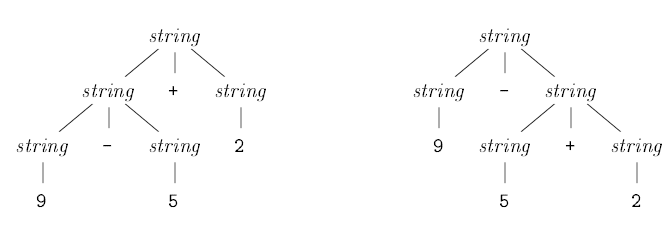 string string
string + string string - string
string - string 2 9 string + string
9 5 5 2